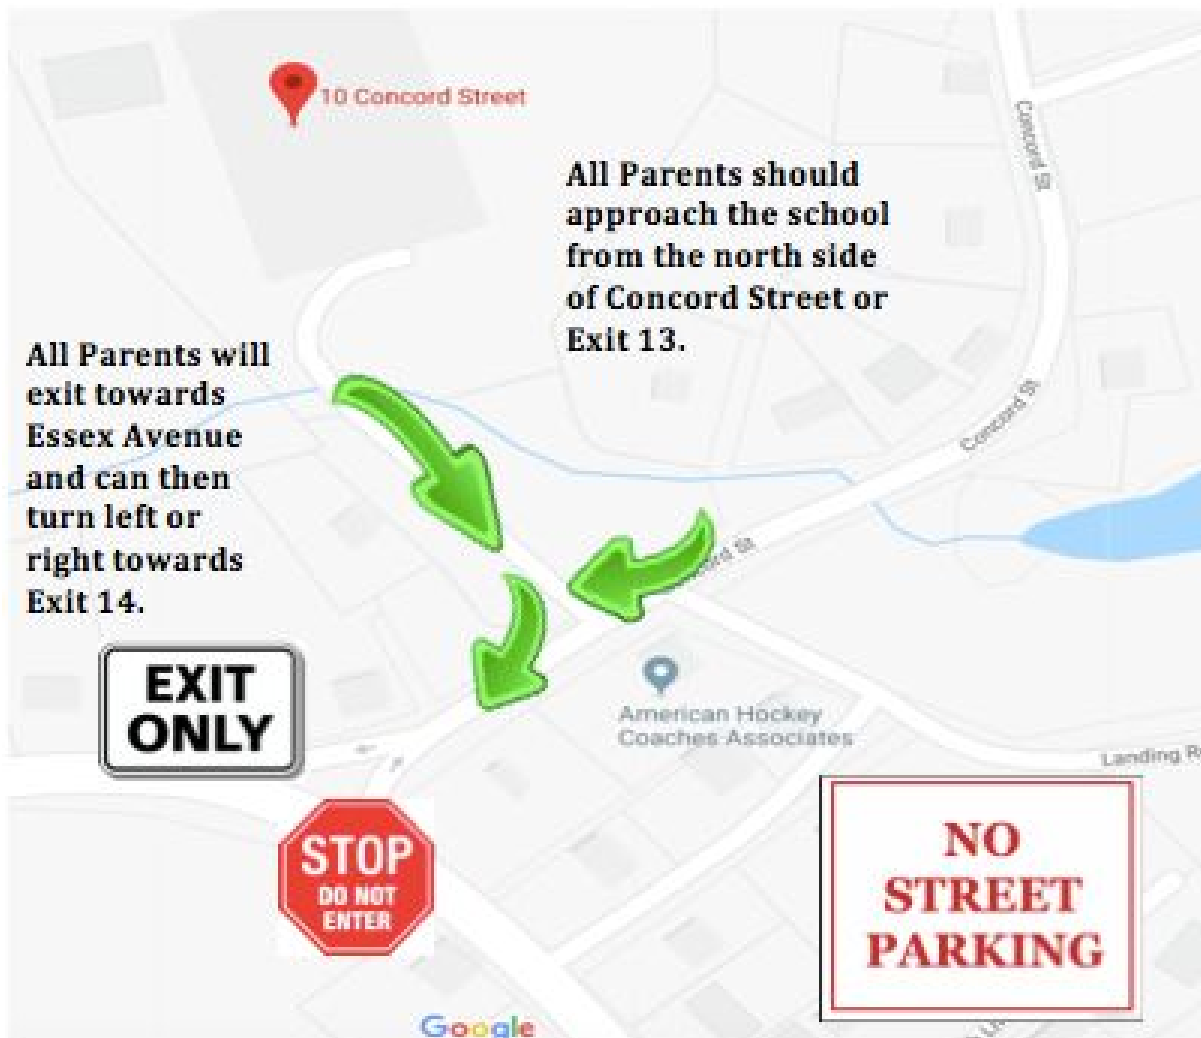 10 Concord Street
Concord St
All Parents should
approach the school
from the north side
of Concord Street or
Exit 13.
All Parents will
exit towards
Essex Avenue
and can then
turn left or
right towards
Exit 14.
Concord St
St
EXIT
ONLY
American Hockey
Coaches Associates
Landing R
STOP
DO NOT
ENTER
NO
STREET
PARKING
Google